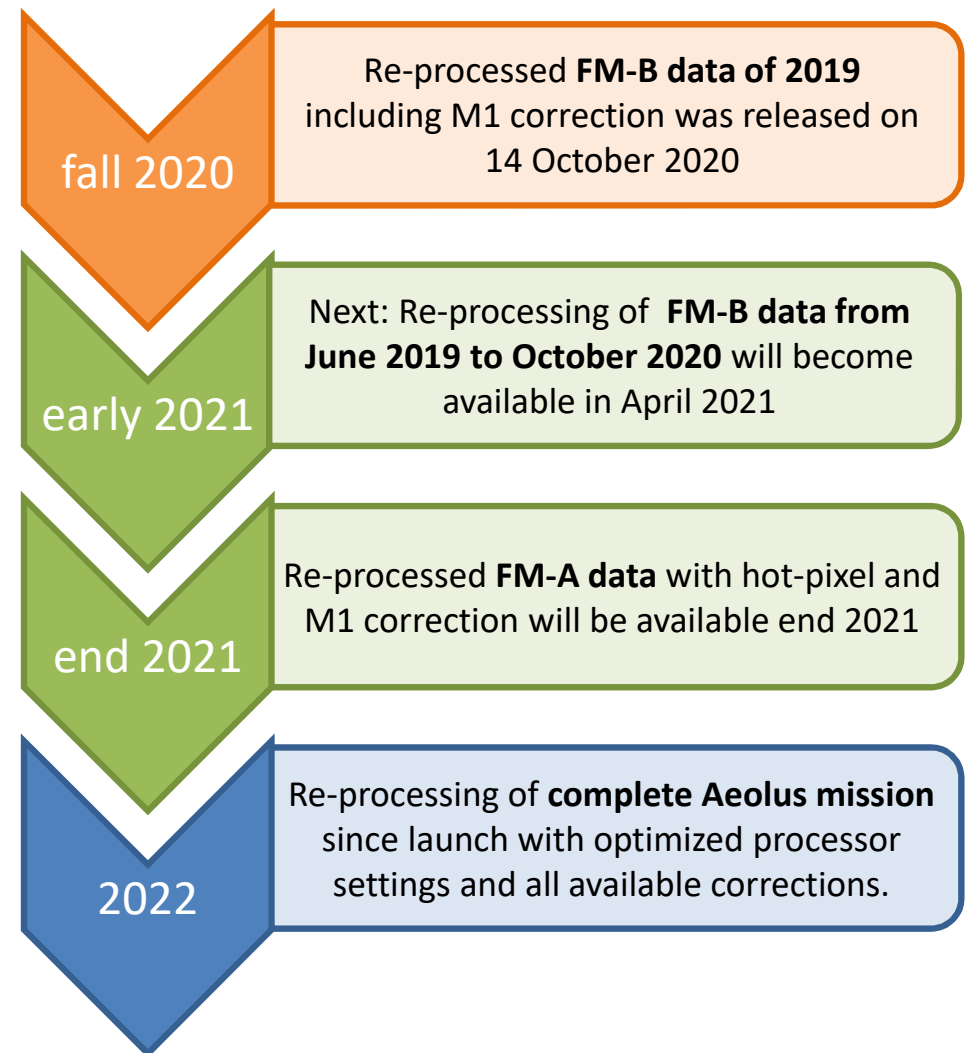 fall 2020
Re-processed FM-B data of 2019
including M1 correction was released on
14 October 2020
early 2021
Next: Re-processing of FM-B data from
June 2019 to October 2020 will become
available in April 2021
end 2021
Re-processed FM-A data with hot-pixel and
M1 correction will be available end 2021
2022
Re-processing of complete Aeolus mission
since launch with optimized processor
settings and all available corrections.